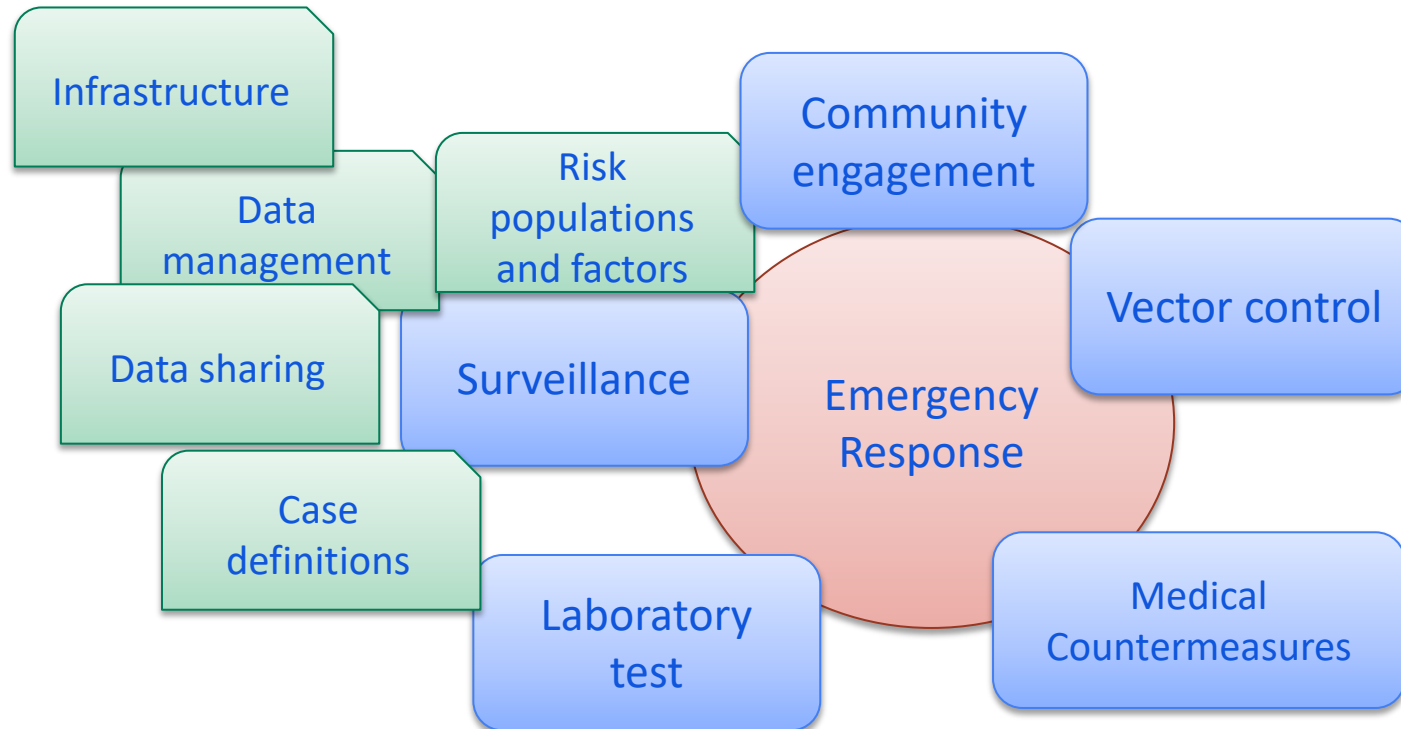 Infrastructure
Data
management
Risk
populations
and factors
Community
engagement
Data sharing
Surveillance
Emergency
Response
Vector control
Case
definitions
Laboratory
test
Medical
Countermeasures